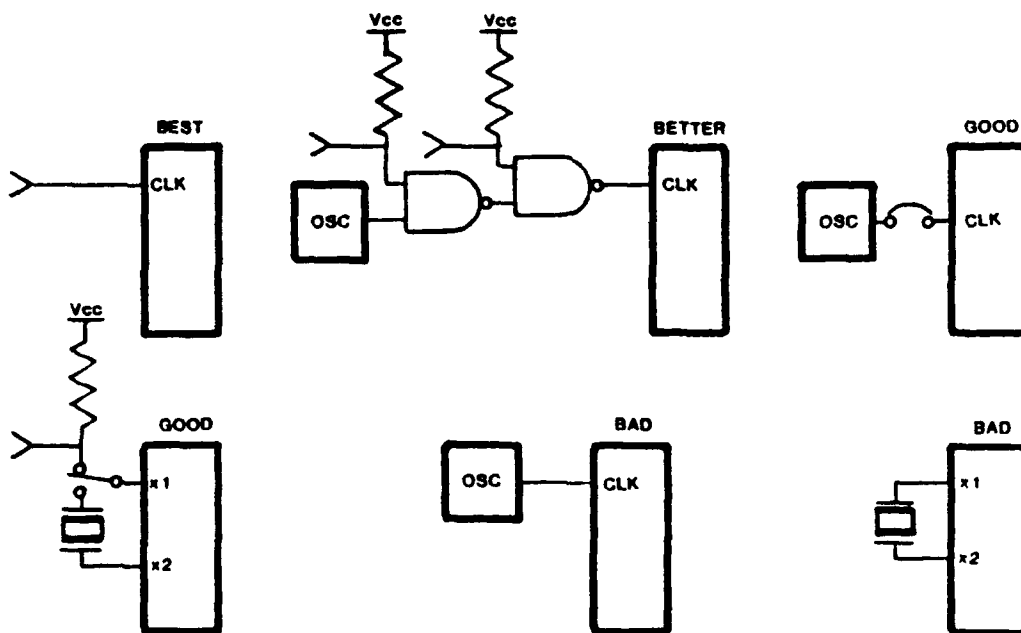 Vcc
Vcc
BEST
BETTER
GOOD
CLK
CLK
OSC
OSC
CLK
Vcc
GOOD
BAD
BAD
x1
OSC
CLK
x1
x2
x2